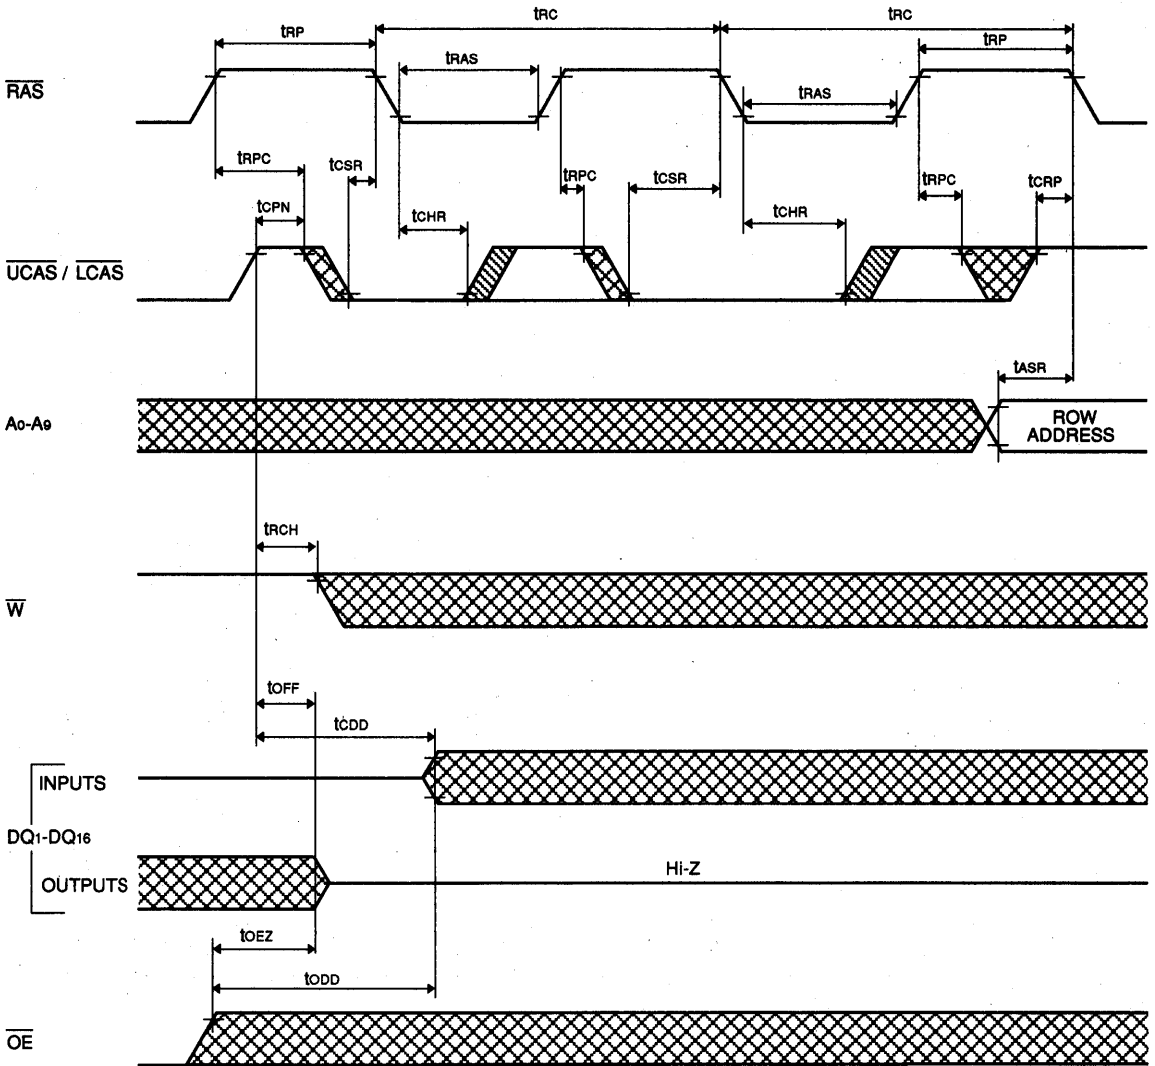 tRC tRC
tRP tRP
tRAS
RAS
tRAS
tRPC tCSR tRPC tCSR tRPC tCRP
tCPN tCHR tCHR
UCAS / LCAS
tASR
A0-A9
ROW
ADDRESS
tRCH
W
tOFF
tCDD
INPUTS
DQ1-DQ16
Hi-Z
OUTPUTS
tOEZ
tODD
OE